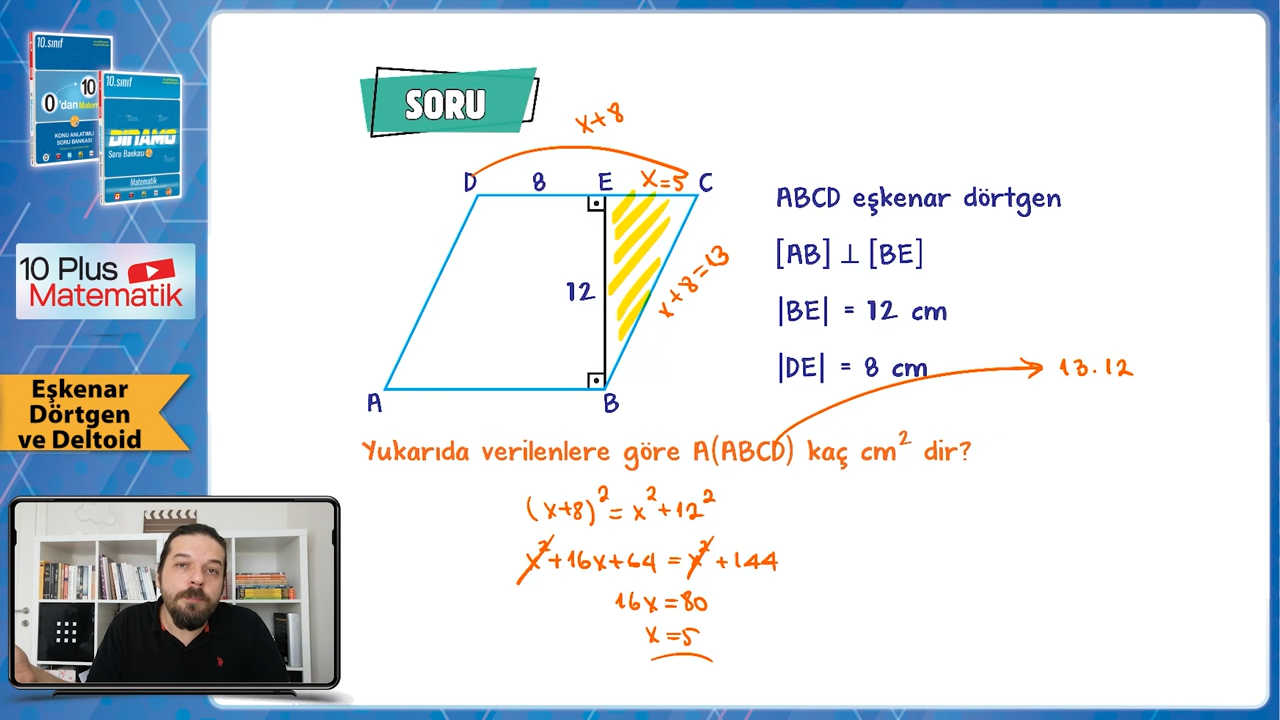 10.sınıf
0'dan 10
Matem
KONU ANLATIMLI
SORU BANKASI
10.sınıf
DİNAMO
Soru Bankası
Matematik
10 Plus
Matematik
Eşkenar
Dörtgen
ve Deltoid
SORU
x+8
D 8 E x=5 C
12
x+8=13
A B
ABCD eşkenar dörtgen
[AB] ⊥ [BE]
|BE| = 12 cm
|DE| = 8 cm
13.12
Yukarıda verilenlere göre A(ABCD) kaç cm² dir?
(x+8)²=x²+12²
x²+16x+64=x²+144
16x=80
x=5